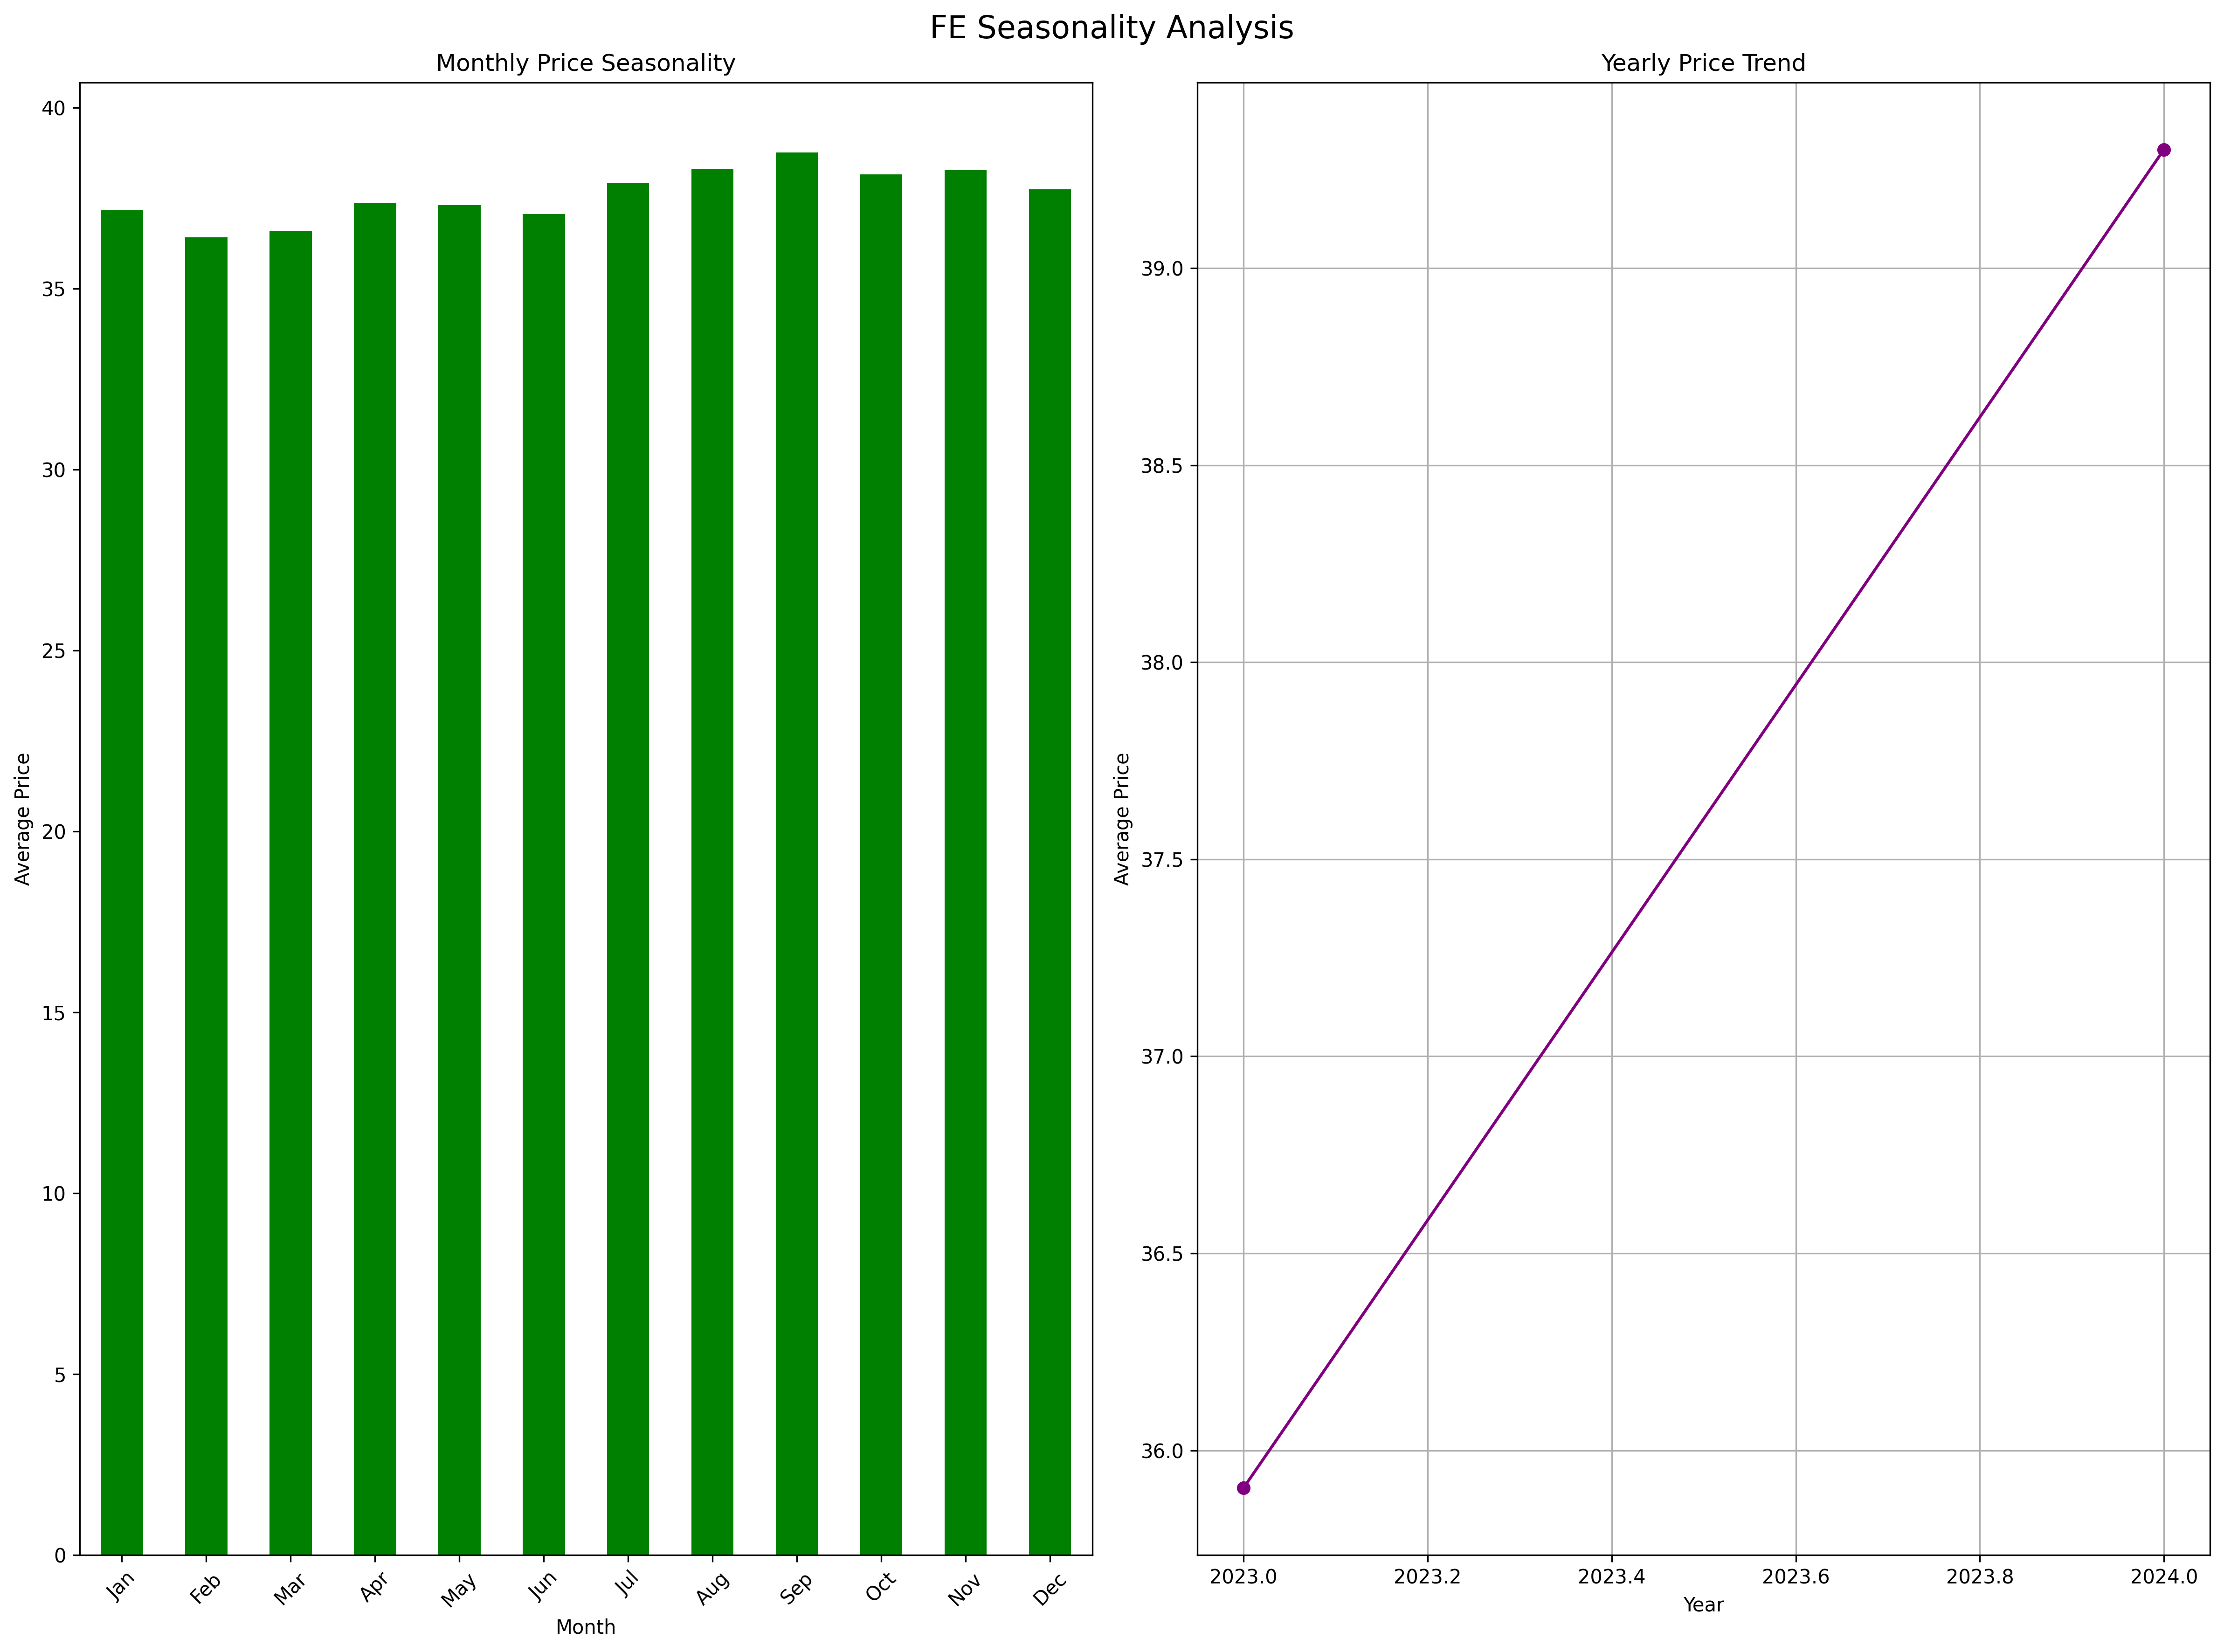 FE Seasonality Analysis
Monthly Price Seasonality
Average Price
40
35
30
25
20
15
10
5
0
Jan
Feb
Mar
Apr
May
Jun
Jul
Aug
Sep
Oct
Nov
Dec
Month
Yearly Price Trend
Average Price
39.0
38.5
38.0
37.5
37.0
36.5
36.0
2023.0
2023.2
2023.4
2023.6
2023.8
2024.0
Year